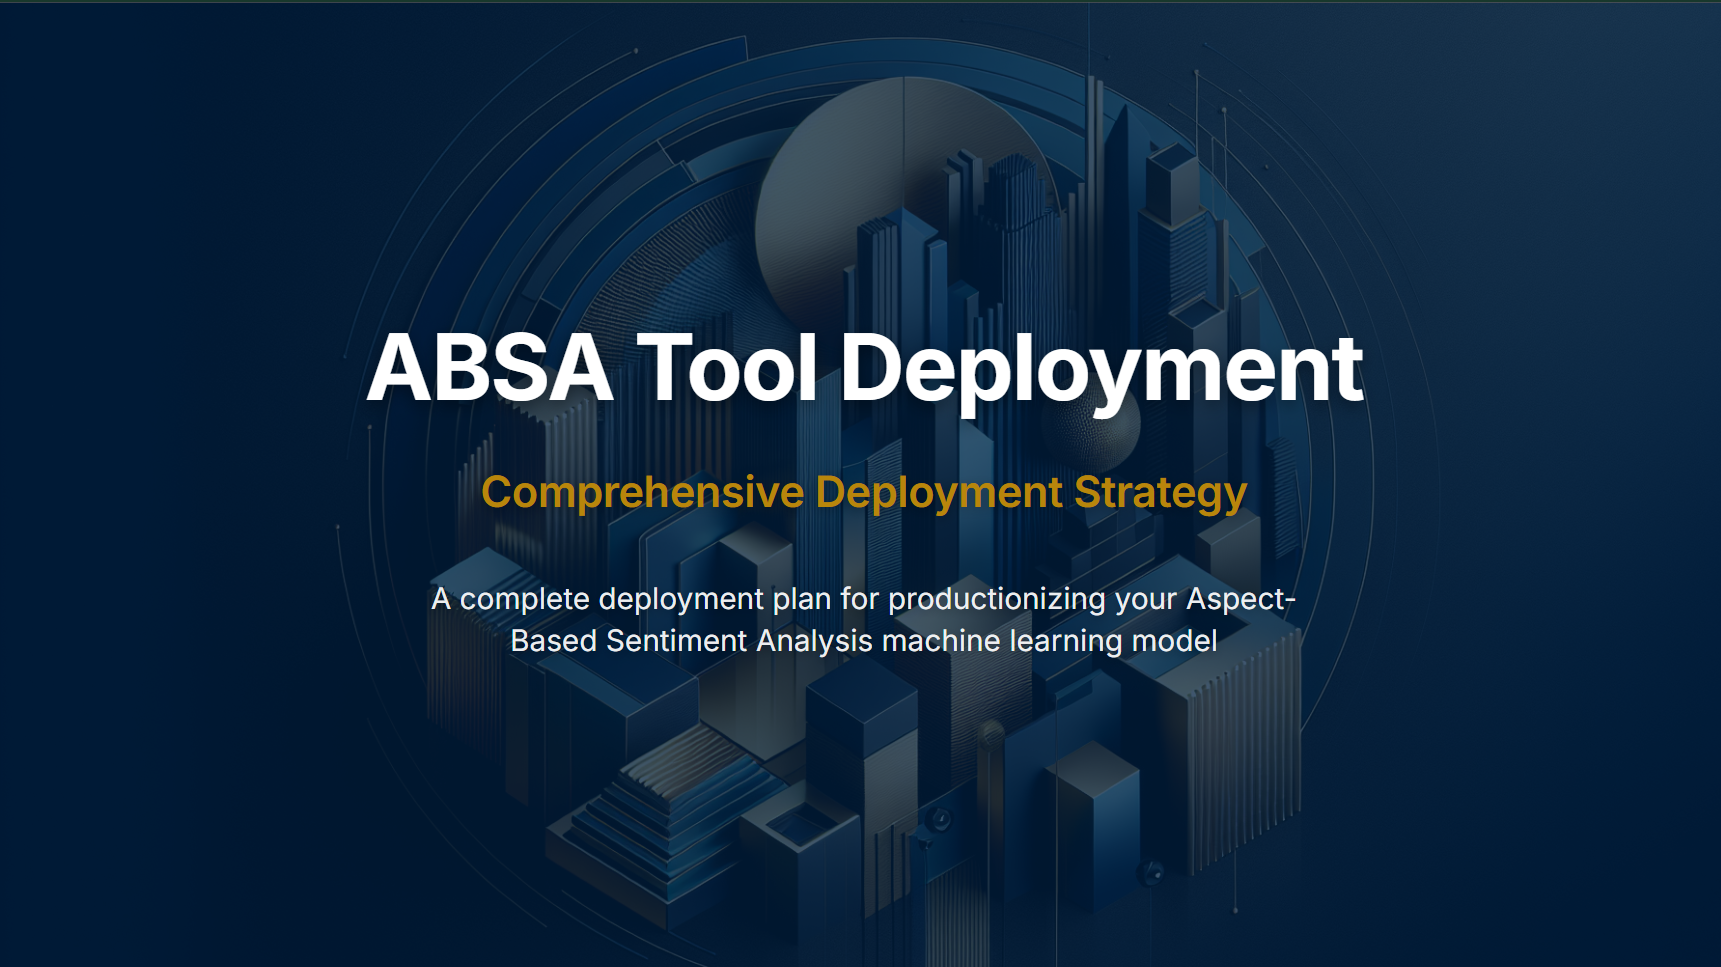 ABSA Tool Deployment
Comprehensive Deployment Strategy
A complete deployment plan for productionizing your Aspect-
Based Sentiment Analysis machine learning model